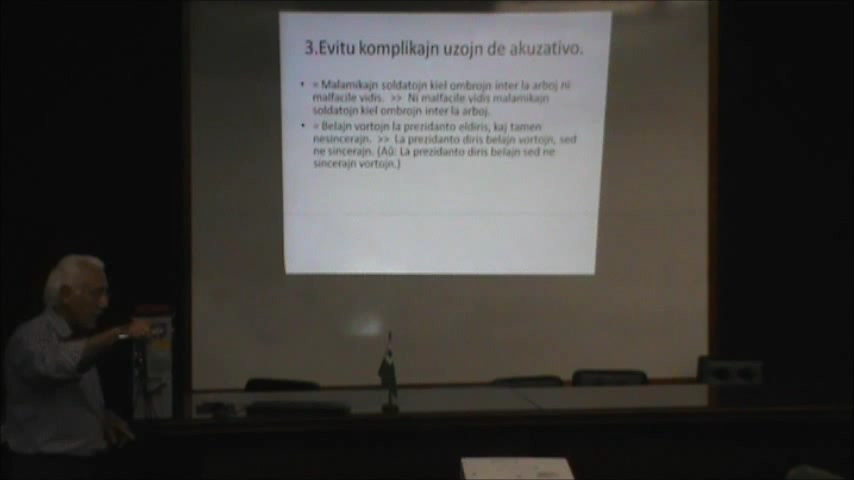 3.Evitu komplikajn uzojn de akuzativo.
• = Malamikajn soldatojn kiel ombrojn inter la arboj ni
malfacile vidis. >> Ni malfacile vidis malamikajn
soldatojn kiel ombrojn inter la arboj.
• = Belajn vortojn la prezidanto eldiris, kaj tamen
nesincerajn. >> La prezidanto diris belajn vortojn, sed
ne sincerajn. (Aŭ: La prezidanto diris belajn sed ne
sincerajn vortojn.)